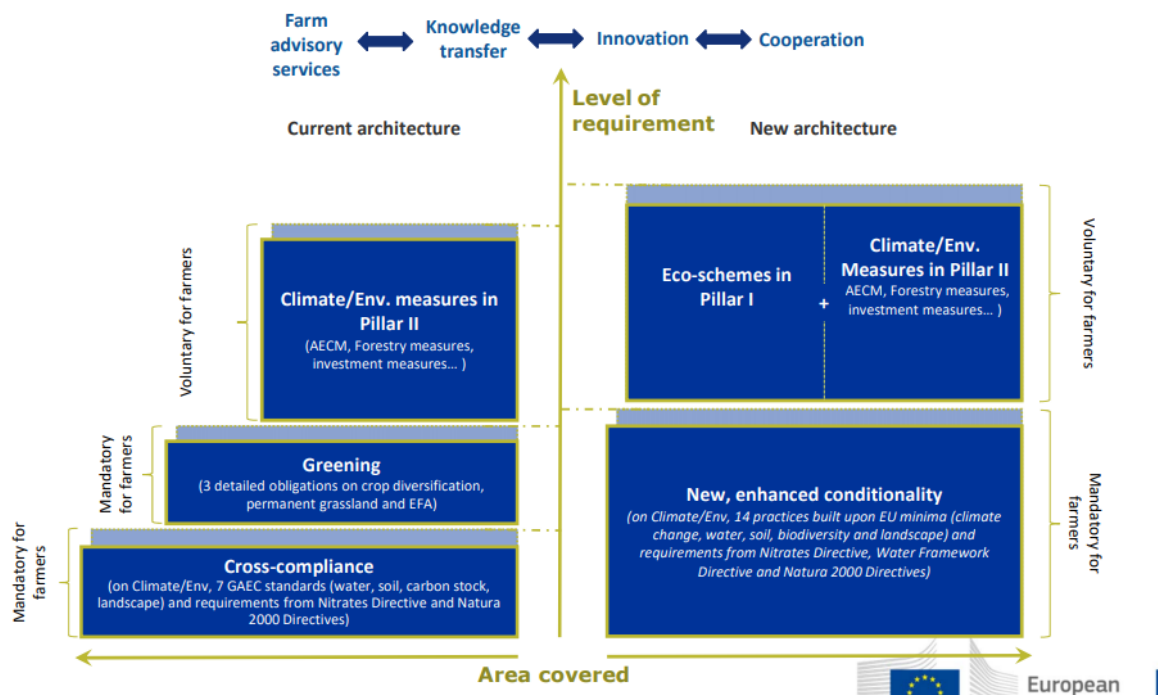 Farm
advisory
services
Knowledge
transfer
Innovation
Cooperation
Level of
requirement
Current architecture
New architecture
Voluntary for farmers
Climate/Env. measures in
Pillar II
(AECM, Forestry measures,
investment measures... )
Mandatory
for farmers
Greening
(3 detailed obligations on crop diversification,
permanent grassland and EFA)
Mandatory for
farmers
Cross-compliance
(on Climate/Env, 7 GAEC standards (water, soil, carbon stock,
landscape) and requirements from Nitrates Directive and Natura
2000 Directives)
Eco-schemes in
Pillar I
+
Climate/Env.
Measures in Pillar II
AECM, Forestry measures,
investment measures... )
Voluntary for farmers
New, enhanced conditionality
(on Climate/Env, 14 practices built upon EU minima (climate
change, water, soil, biodiversity and landscape) and
requirements from Nitrates Directive, Water Framework
Directive and Natura 2000 Directives)
Mandatory for
farmers
Area covered
European